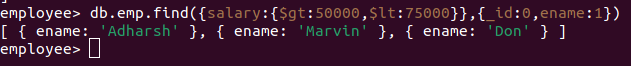 employee> db.emp.find({salary:{$gt:50000,$lt:75000}},{_id:0,ename:1})
[ { ename: 'Adharsh' }, { ename: 'Marvin' }, { ename: 'Don' } ]
employee>